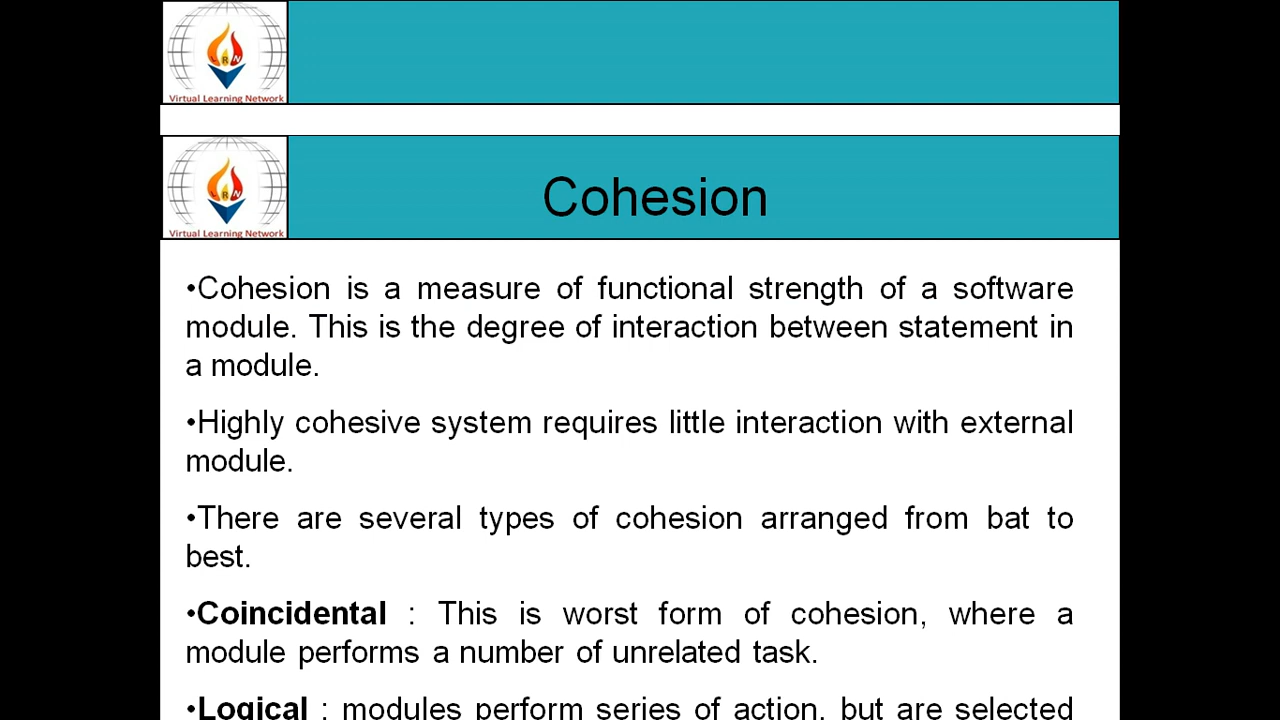 L R N
Virtual Learning Network
L R N
Virtual Learning Network
Cohesion
•Cohesion is a measure of functional strength of a software
module. This is the degree of interaction between statement in
a module.
•Highly cohesive system requires little interaction with external
module.
•There are several types of cohesion arranged from bat to
best.
•Coincidental : This is worst form of cohesion, where a
module performs a number of unrelated task.
•Logical : modules perform series of action, but are selected